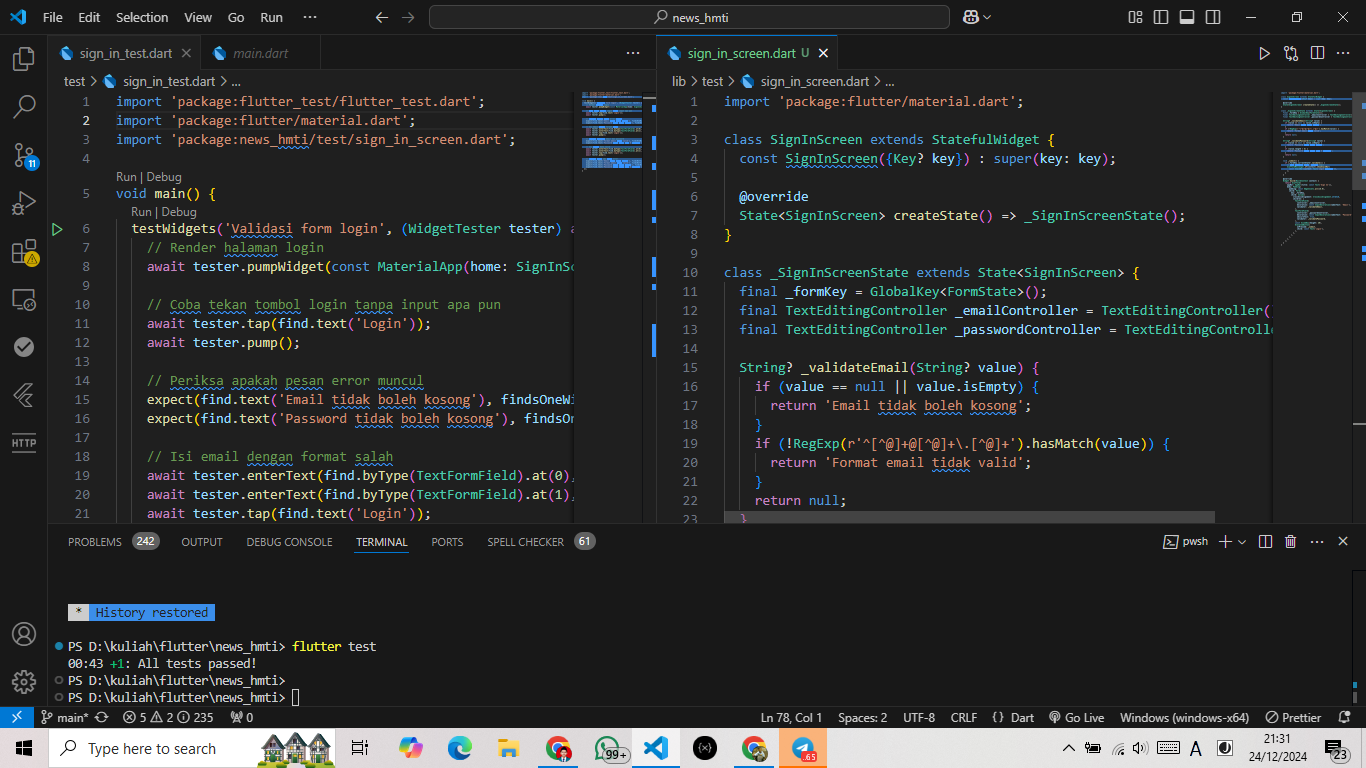 File Edit Selection View Go Run ··· news_hmti
sign_in_test.dart main.dart ···
test > sign_in_test.dart > ...
1 import 'package:flutter_test/flutter_test.dart';
2 import 'package:flutter/material.dart';
3 import 'package:news_hmti/test/sign_in_screen.dart';
4
Run | Debug
5 void main() {
Run | Debug
6 testWidgets('Validasi form login', (WidgetTester tester) a
7 // Render halaman login
8 await tester.pumpWidget(const MaterialApp(home: SignInSc
9
10 // Coba tekan tombol login tanpa input apa pun
11 await tester.tap(find.text('Login'));
12 await tester.pump();
13
14 // Periksa apakah pesan error muncul
15 expect(find.text('Email tidak boleh kosong'), findsOneWi
16 expect(find.text('Password tidak boleh kosong'), findsOn
17
18 // Isi email dengan format salah
19 await tester.enterText(find.byType(TextFormField).at(0),
20 await tester.enterText(find.byType(TextFormField).at(1),
21 await tester.tap(find.text('Login'));
sign_in_screen.dart U
lib > test > sign_in_screen.dart > ...
1 import 'package:flutter/material.dart';
2
3 class SignInScreen extends StatefulWidget {
4 const SignInScreen({Key? key}) : super(key: key);
5
6 @override
7 State<SignInScreen> createState() => _SignInScreenState();
8 }
9
10 class _SignInScreenState extends State<SignInScreen> {
11 final _formKey = GlobalKey<FormState>();
12 final TextEditingController _emailController = TextEditingController(
13 final TextEditingController _passwordController = TextEditingControlle
14
15 String? _validateEmail(String? value) {
16 if (value == null || value.isEmpty) {
17 return 'Email tidak boleh kosong';
18 }
19 if (!RegExp(r'^[^@]+@[^@]+\.[^@]+').hasMatch(value)) {
20 return 'Format email tidak valid';
21 }
22 return null;
23 }
11
HTTP
PROBLEMS 242 OUTPUT DEBUG CONSOLE TERMINAL PORTS SPELL CHECKER 61 pwsh
* History restored
PS D:\kuliah\flutter\news_hmti> flutter test
00:43 +1: All tests passed!
PS D:\kuliah\flutter\news_hmti>
PS D:\kuliah\flutter\news_hmti>
main* 5 2 235 0 Ln 78, Col 1 Spaces: 2 UTF-8 CRLF {} Dart Go Live Windows (windows-x64) Prettier
Type here to search 99+ .65 A 21:31
24/12/2024 23